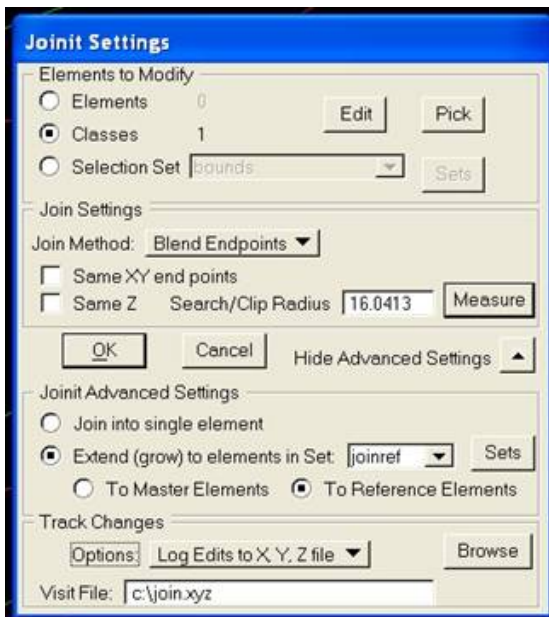 Joinit Settings
Elements to Modify
Elements 0 Edit Pick
Classes 1
Selection Set bounds Sets
Join Settings
Join Method: Blend Endpoints
Same XY end points
Same Z Search/Clip Radius 16.0413 Measure
OK Cancel Hide Advanced Settings
Joinit Advanced Settings
Join into single element
Extend (grow) to elements in Set: joinref Sets
To Master Elements To Reference Elements
Track Changes
Options: Log Edits to X, Y, Z file Browse
Visit File: c:\join.xyz